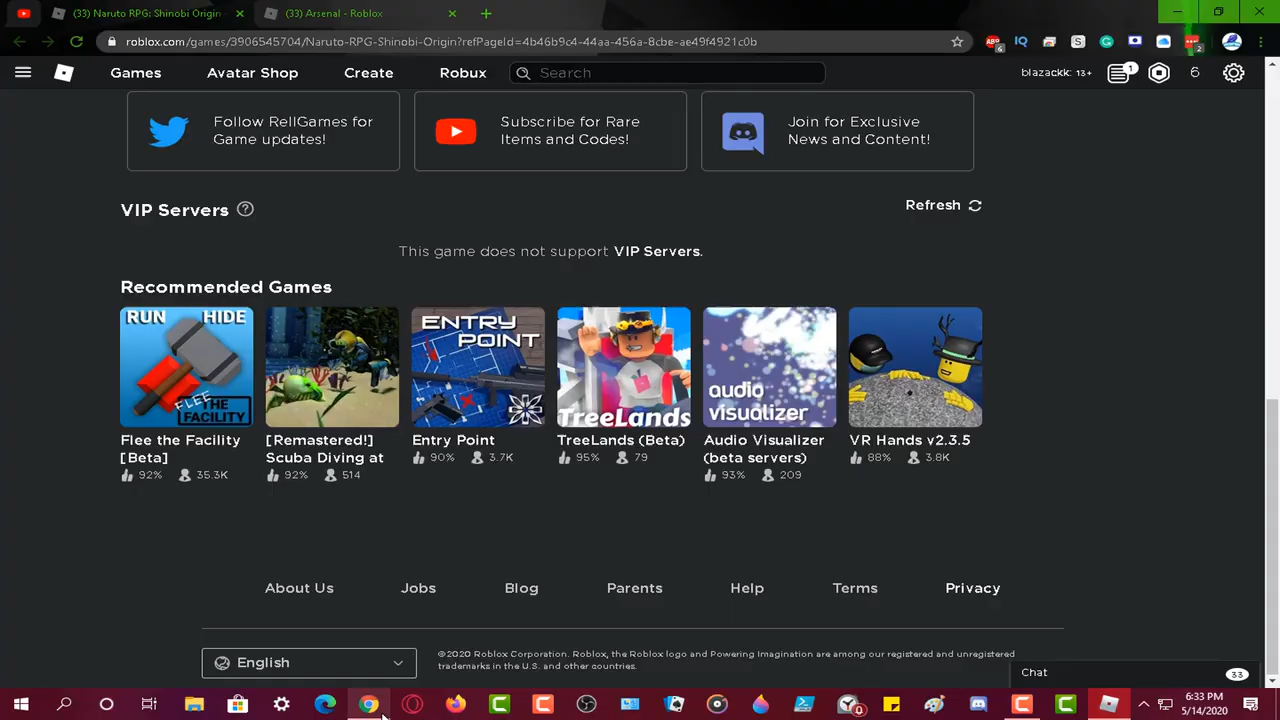 (33) Naruto RPG: Shinobi Origin
(33) Arsenal - Roblox
roblox.com/games/3906545704/Naruto-RPG-Shinobi-Origin?refPageId=4b46b9c4-44aa-456a-8cbe-ae49f4921c0b
ABP
6
IQ
S
G
2
Games
Avatar Shop
Create
Robux
Search
blazackk: 13+
1
6
Follow RellGames for
Game updates!
Subscribe for Rare
Items and Codes!
Join for Exclusive
News and Content!
VIP Servers ?
Refresh
This game does not support VIP Servers.
Recommended Games
RUN HIDE
FLEE THE
FACILITY
ENTRY
POINT
TreeLands
audio
visualizer
Flee the Facility
[Beta]
92% 35.3K
[Remastered!]
Scuba Diving at
92% 514
Entry Point
90% 3.7K
TreeLands (Beta)
95% 79
Audio Visualizer
(beta servers)
93% 209
VR Hands v2.3.5
88% 3.8K
About Us
Jobs
Blog
Parents
Help
Terms
Privacy
English
©2020 Roblox Corporation. Roblox, the Roblox logo and Powering Imagination are among our registered and unregistered
trademarks in the U.S. and other countries.
Chat
33
6:33 PM
5/14/2020